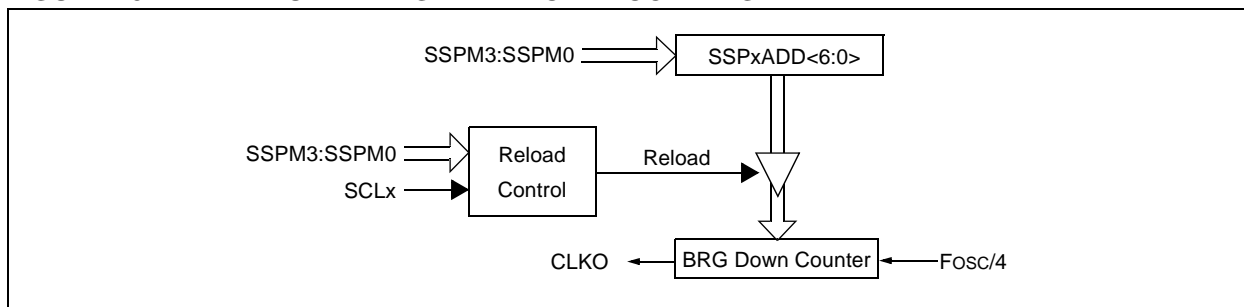 SSPM3:SSPM0
SSPxADD<6:0>
SSPM3:SSPM0
SCLx
Reload
Control
Reload
CLKO
BRG Down Counter
FOSC/4